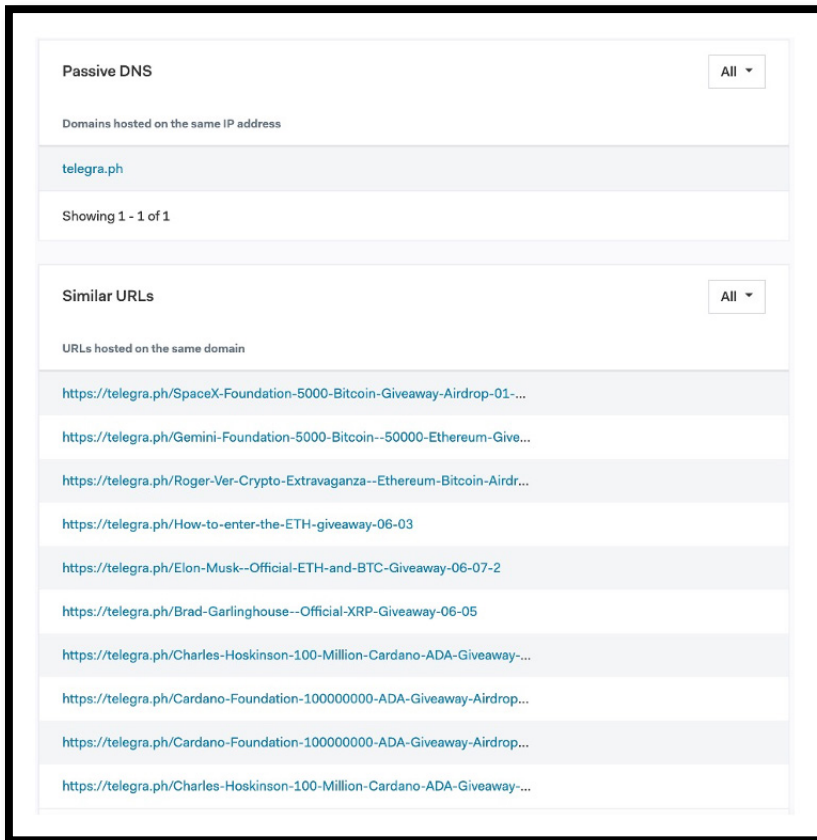 Passive DNS
All
Domains hosted on the same IP address
telegra.ph
Showing 1 - 1 of 1
Similar URLs
All
URLs hosted on the same domain
https://telegra.ph/SpaceX-Foundation-5000-Bitcoin-Giveaway-Airdrop-01-...
https://telegra.ph/Gemini-Foundation-5000-Bitcoin--50000-Ethereum-Give...
https://telegra.ph/Roger-Ver-Crypto-Extravaganza--Ethereum-Bitcoin-Airdr...
https://telegra.ph/How-to-enter-the-ETH-giveaway-06-03
https://telegra.ph/Elon-Musk--Official-ETH-and-BTC-Giveaway-06-07-2
https://telegra.ph/Brad-Garlinghouse--Official-XRP-Giveaway-06-05
https://telegra.ph/Charles-Hoskinson-100-Million-Cardano-ADA-Giveaway-...
https://telegra.ph/Cardano-Foundation-100000000-ADA-Giveaway-Airdrop...
https://telegra.ph/Cardano-Foundation-100000000-ADA-Giveaway-Airdrop...
https://telegra.ph/Charles-Hoskinson-100-Million-Cardano-ADA-Giveaway-...